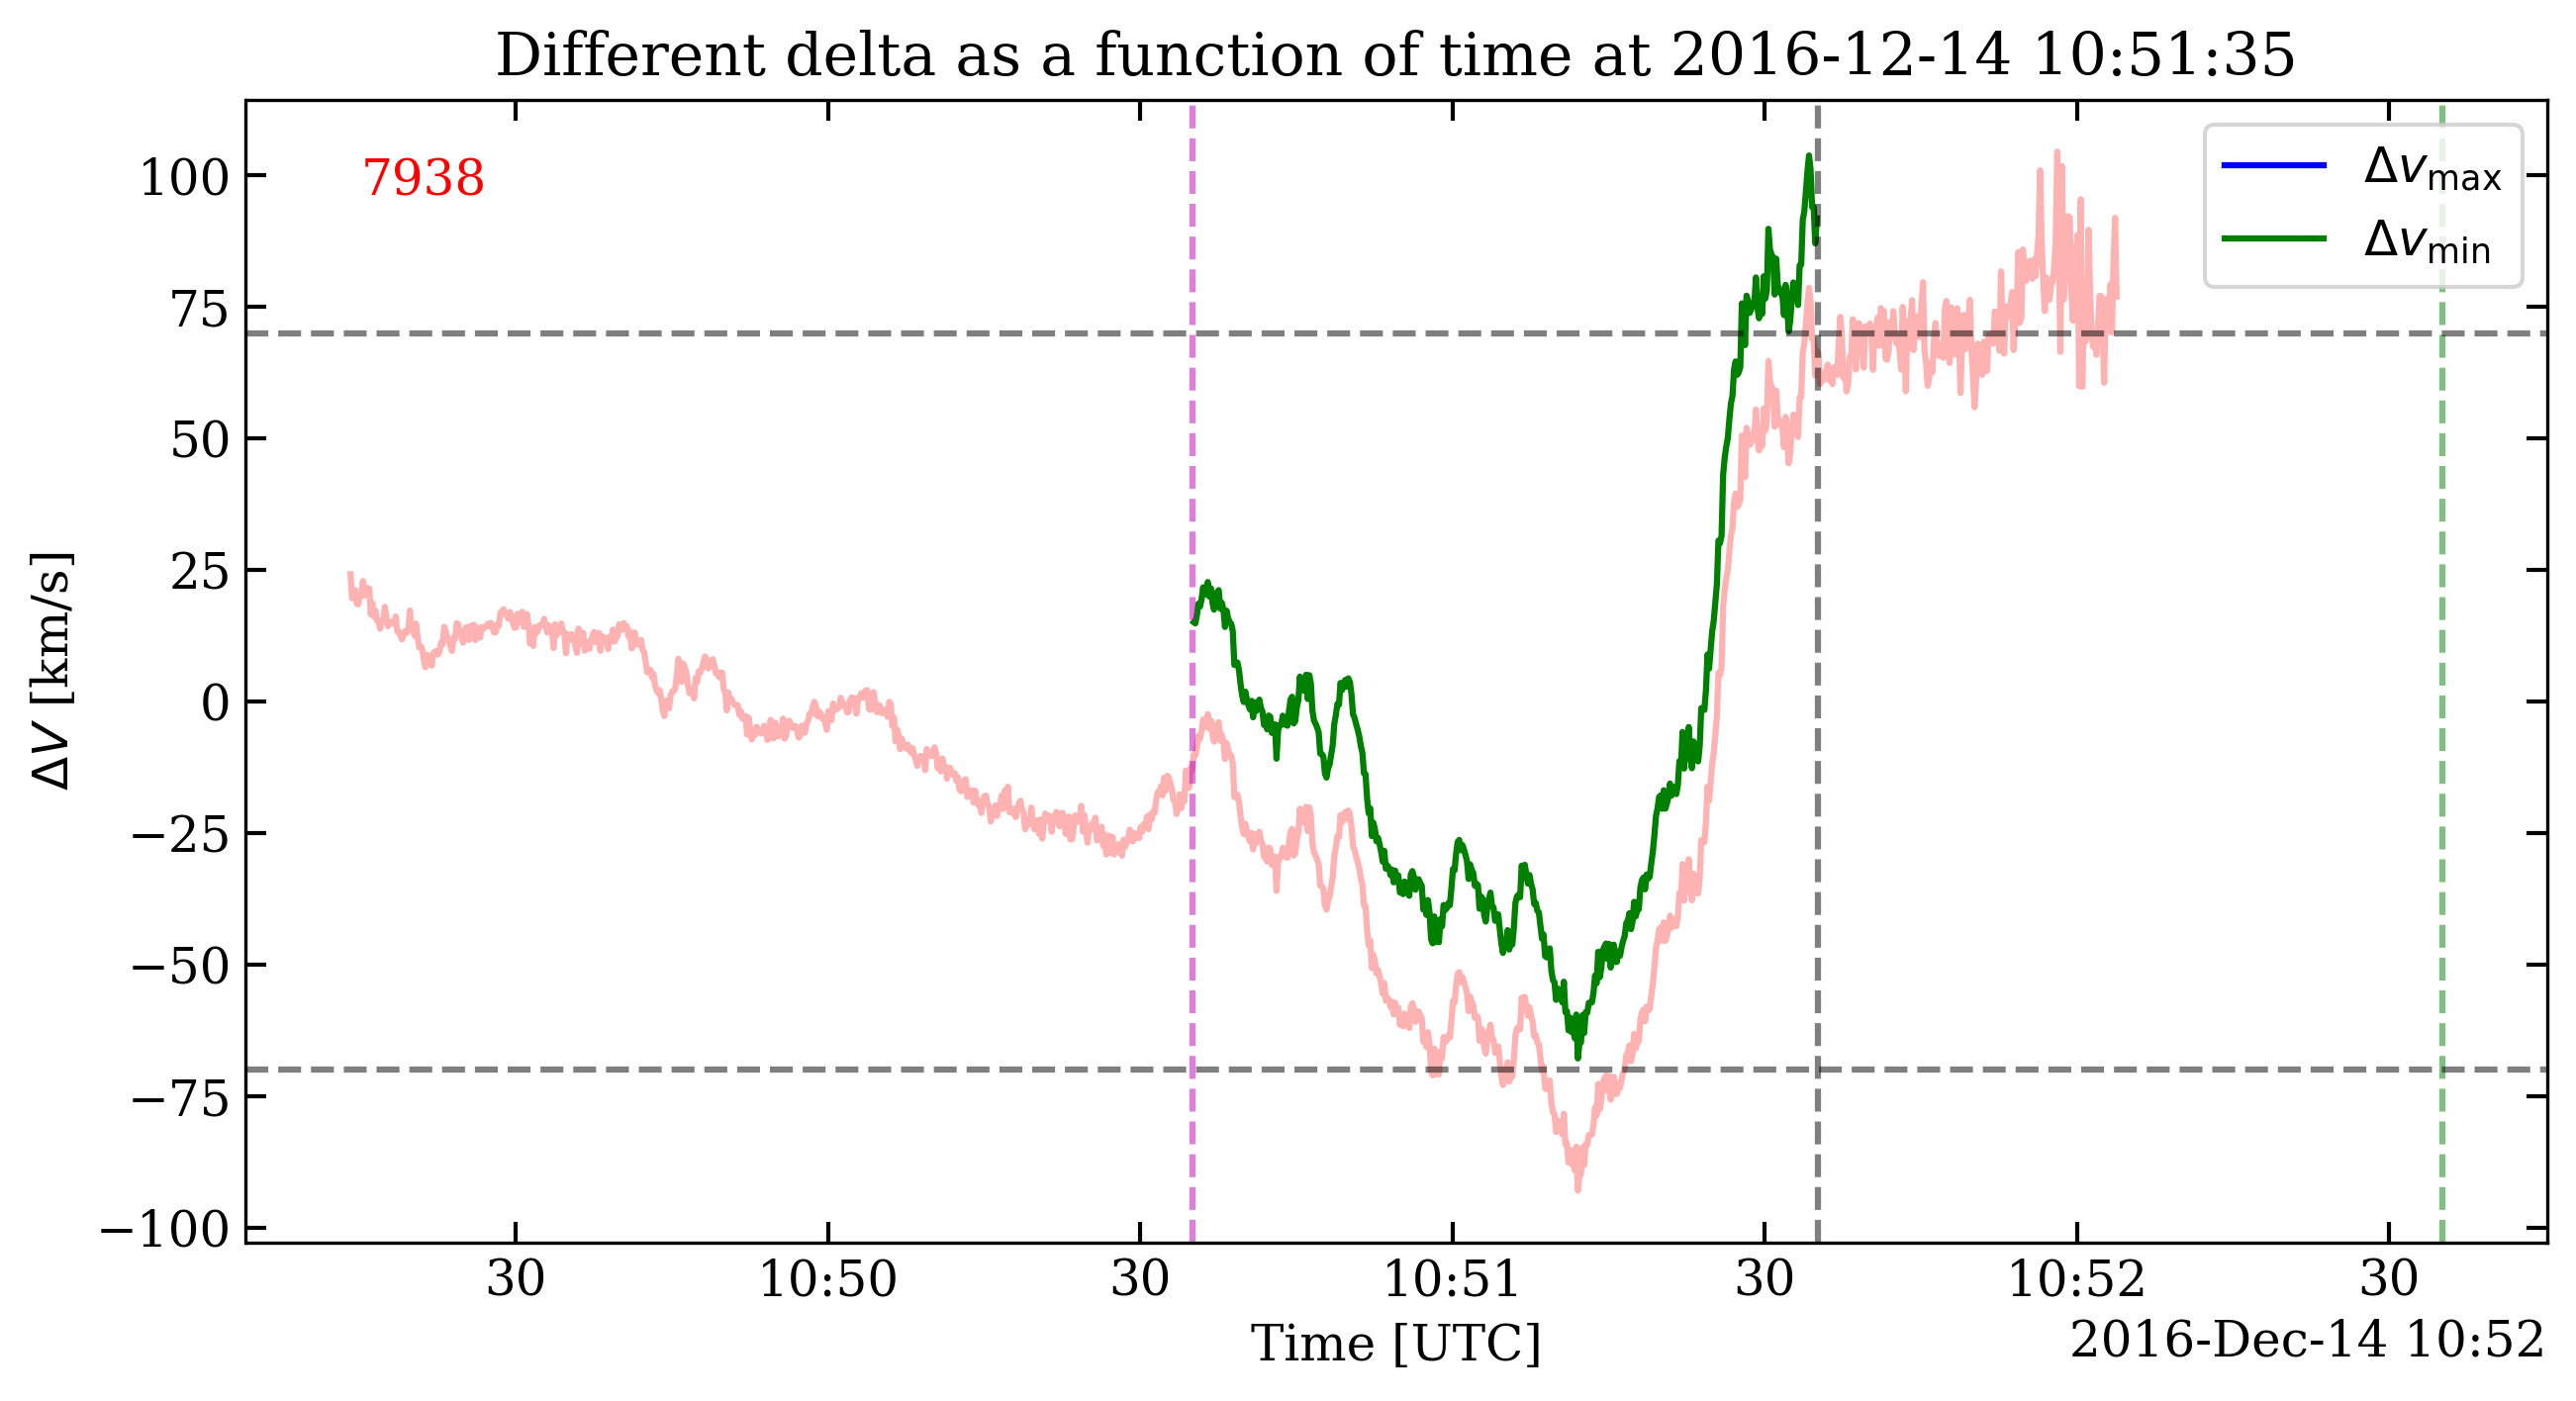 Different delta as a function of time at 2016-12-14 10:51:35
7938
Δv_max
Δv_min
100
75
50
25
0
−25
−50
−75
−100
ΔV [km/s]
30 10:50 30 10:51 30 10:52 30
Time [UTC]
2016-Dec-14 10:52